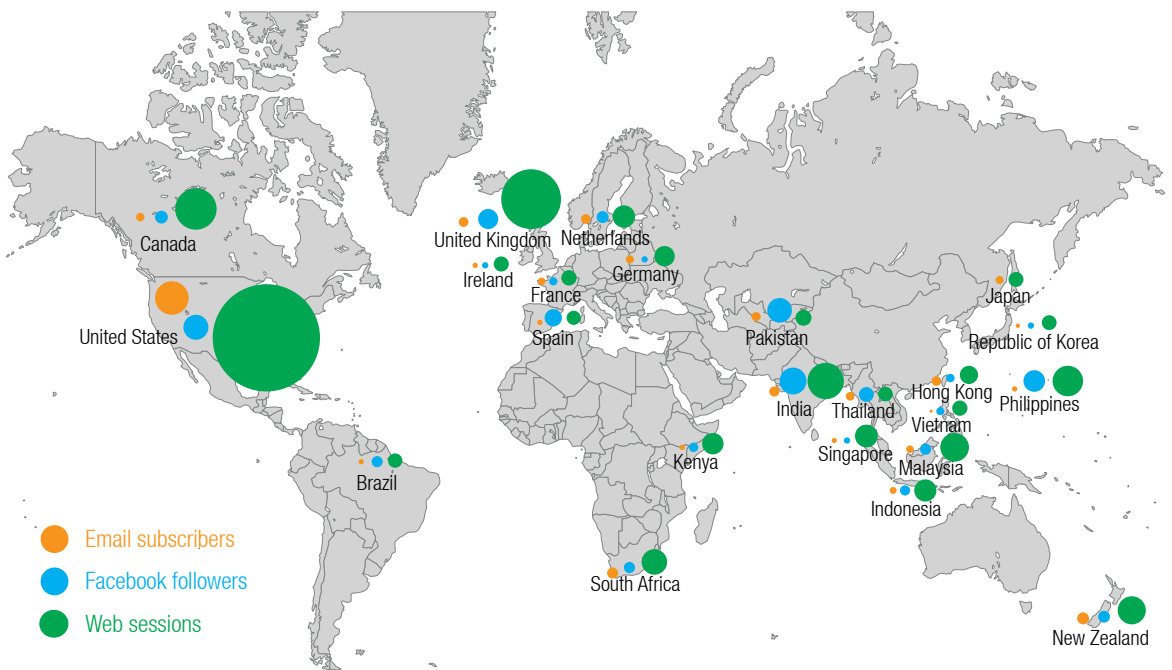 Canada
United States
Brazil
United Kingdom
Netherlands
Ireland
Germany
France
Spain
Kenya
South Africa
Pakistan
India
Thailand
Japan
Republic of Korea
Hong Kong
Philippines
Vietnam
Singapore
Malaysia
Indonesia
New Zealand
Email subscribers
Facebook followers
Web sessions